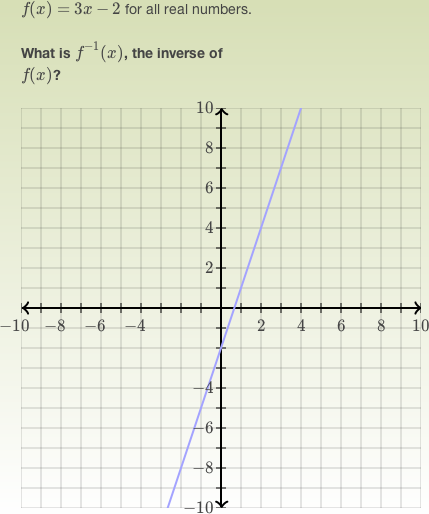 f(x) = 3x − 2 for all real numbers.
What is f⁻¹(x), the inverse of
f(x)?
10
8
6
4
2
−10 −8 −6 −4 2 4 6 8 10
−4
−6
−8
−10